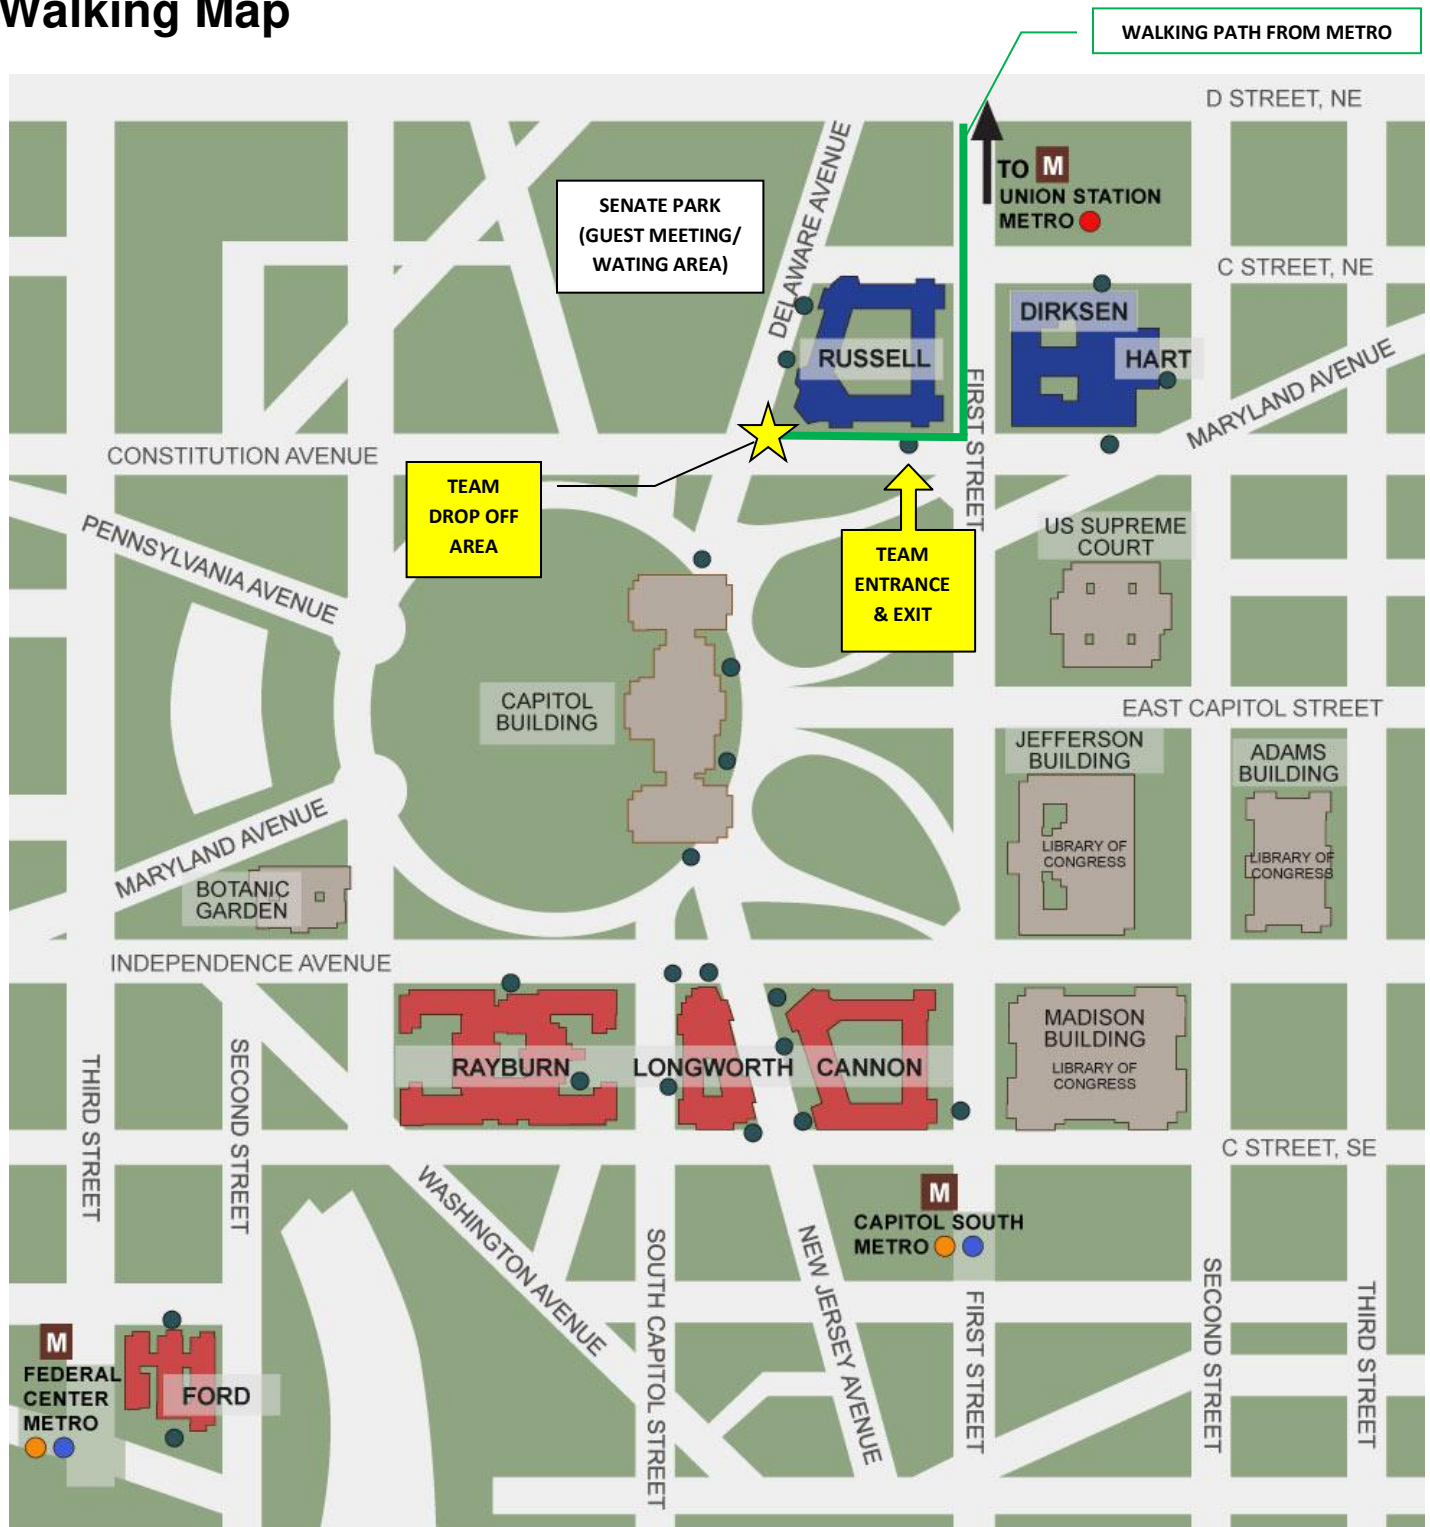 Walking Map
WALKING PATH FROM METRO
D STREET, NE
TO M
UNION STATION
METRO
SENATE PARK
(GUEST MEETING/
WATING AREA)
DELAWARE AVENUE
C STREET, NE
DIRKSEN
HART
RUSSELL
MARYLAND AVENUE
FIRST STREET
CONSTITUTION AVENUE
TEAM
DROP OFF
AREA
PENNSYLVANIA AVENUE
TEAM
ENTRANCE
& EXIT
US SUPREME
COURT
CAPITOL
BUILDING
EAST CAPITOL STREET
JEFFERSON
BUILDING
LIBRARY OF
CONGRESS
ADAMS
BUILDING
LIBRARY OF
CONGRESS
MARYLAND AVENUE
BOTANIC
GARDEN
INDEPENDENCE AVENUE
RAYBURN
LONGWORTH
CANNON
MADISON
BUILDING
LIBRARY OF
CONGRESS
THIRD STREET
SECOND STREET
C STREET, SE
WASHINGTON AVENUE
M
CAPITOL SOUTH
METRO
SOUTH CAPITOL STREET
NEW JERSEY AVENUE
FIRST STREET
SECOND STREET
THIRD STREET
M
FEDERAL
CENTER
METRO
FORD